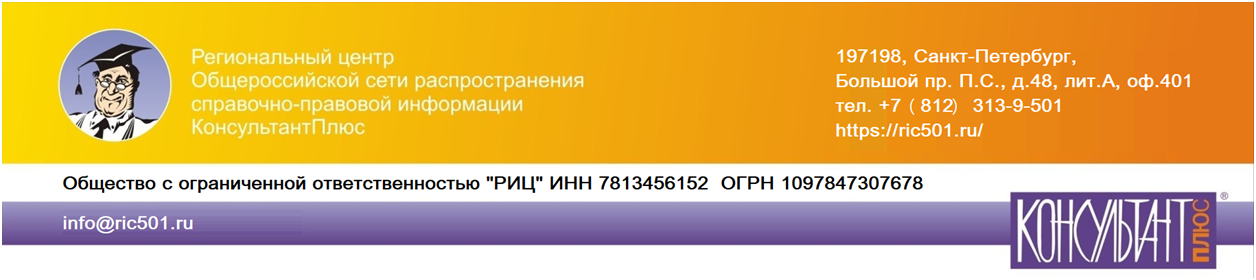 Региональный центр
Общероссийской сети распространения
справочно-правовой информации
КонсультантПлюс
197198, Санкт-Петербург,
Большой пр. П.С., д.48, лит.А, оф.401
тел. +7 ( 812) 313-9-501
https://ric501.ru/
Общество с ограниченной ответственностью "РИЦ" ИНН 7813456152 ОГРН 1097847307678
info@ric501.ru
КОНСУЛЬТАНТ ПЛЮС ®